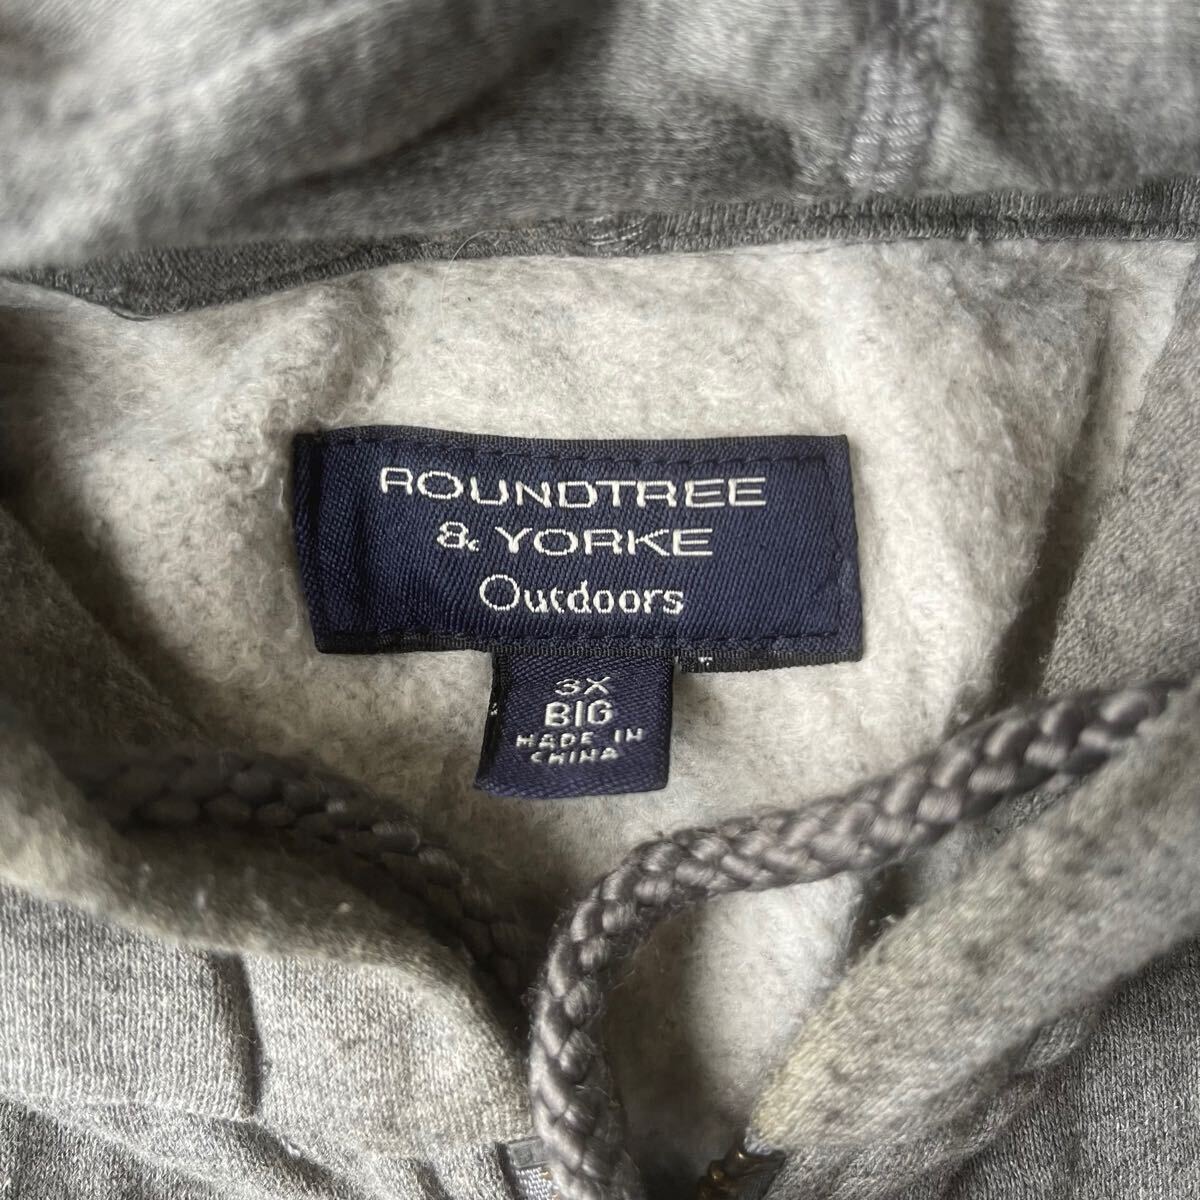 ROUNDTREE
& YORKE
Outdoors
3X
BIG
MADE IN
CHINA